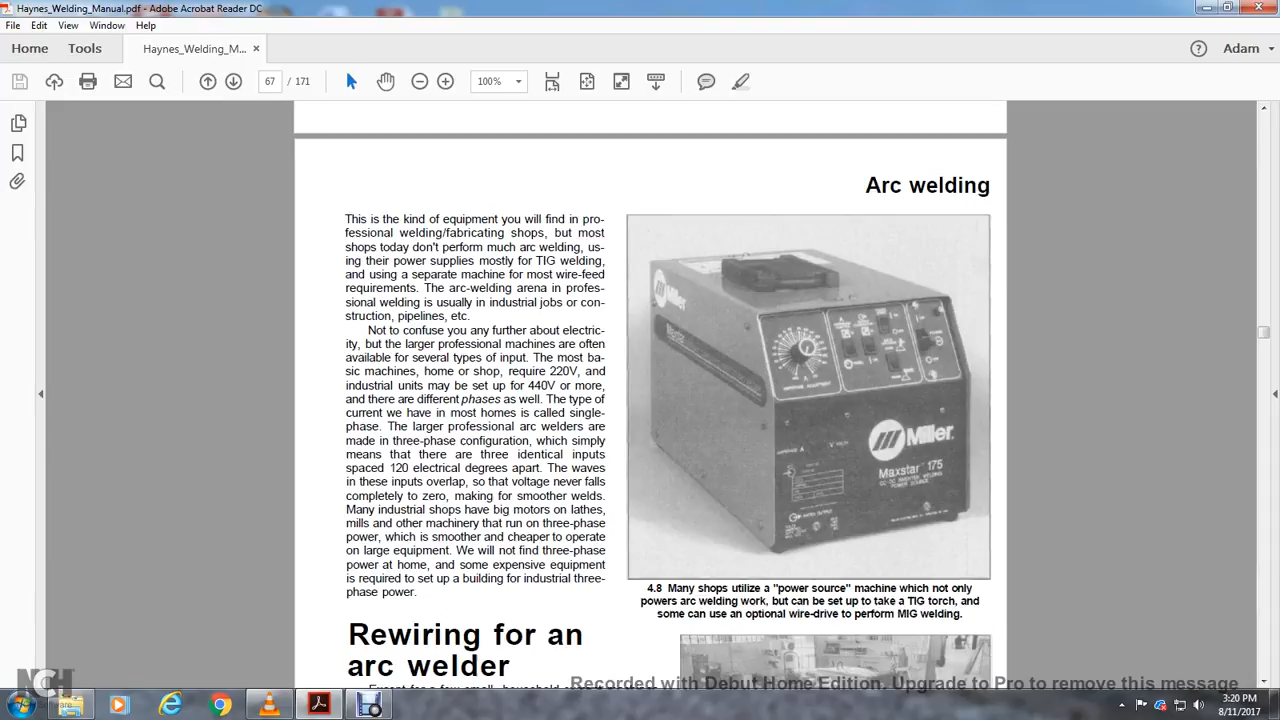 Haynes_Welding_Manual.pdf - Adobe Acrobat Reader DC
File Edit View Window Help
Home Tools Haynes_Welding_M... × Adam
67 / 171 100%
Arc welding
This is the kind of equipment you will find in pro-
fessional welding/fabricating shops, but most
shops today don't perform much arc welding, us-
ing their power supplies mostly for TIG welding,
and using a separate machine for most wire-feed
requirements. The arc-welding arena in profes-
sional welding is usually in industrial jobs or con-
struction, pipelines, etc.
Not to confuse you any further about electric-
ity, but the larger professional machines are often
available for several types of input. The most ba-
sic machines, home or shop, require 220V, and
industrial units may be set up for 440V or more,
and there are different phases as well. The type of
current we have in most homes is called single-
phase. The larger professional arc welders are
made in three-phase configuration, which simply
means that there are three identical inputs
spaced 120 electrical degrees apart. The waves
in these inputs overlap, so that voltage never falls
completely to zero, making for smoother welds.
Many industrial shops have big motors on lathes,
mills and other machinery that run on three-phase
power, which is smoother and cheaper to operate
on large equipment. We will not find three-phase
power at home, and some expensive equipment
is required to set up a building for industrial three-
phase power.
Miller
Miller
Maxstar 175
4.8 Many shops utilize a "power source" machine which not only
powers arc welding work, but can be set up to take a TIG torch, and
some can use an optional wire-drive to perform MIG welding.
Rewiring for an
arc welder
NCH
Recorded with Debut Home Edition. Upgrade to Pro to remove this message
3:20 PM
8/11/2017